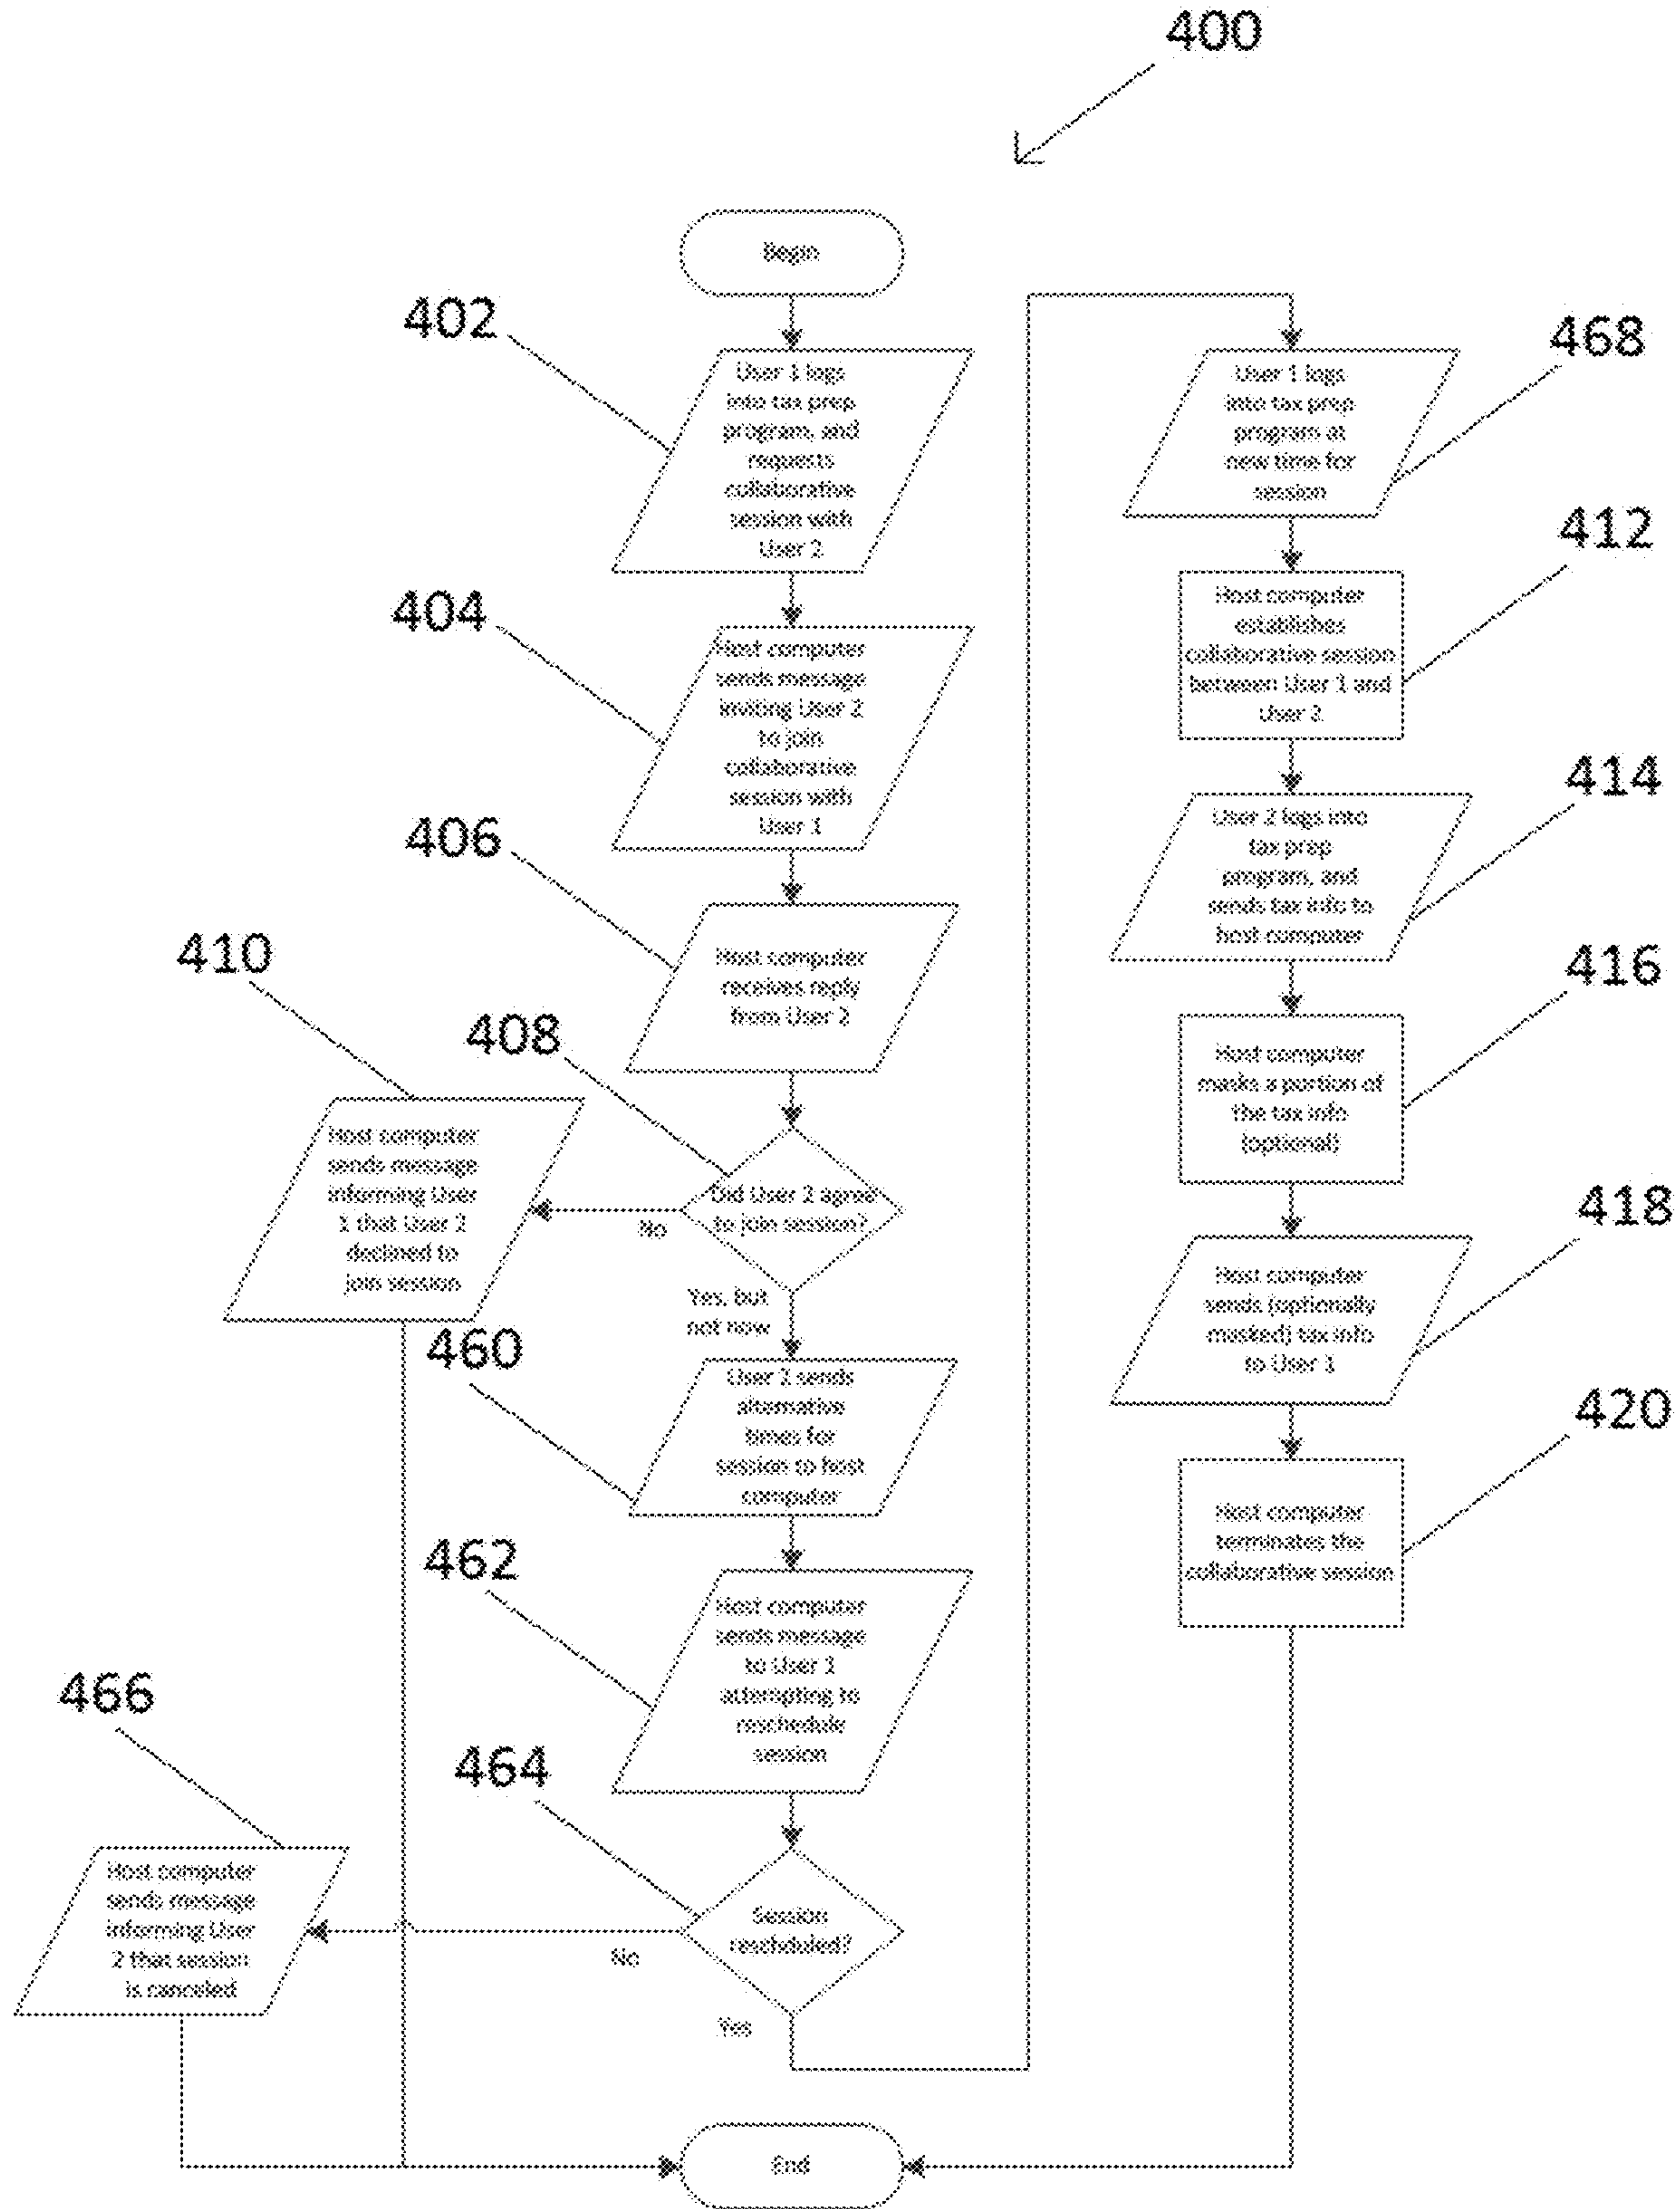 400
Begin
402
User 1 logs
into tax prep
program, and
requests
collaborative
session with
User 2
404
Host computer
sends message
inviting User 2
to join
collaborative
session with
User 1
406
Host computer
receives reply
from User 2
408
Did User 2 agree
to join session?
No
410
Host computer
sends message
informing User
1 that User 2
declined to
join session
Yes, but
not now
460
User 2 sends
alternative
times for
session to host
computer
462
Host computer
sends message
to User 1
attempting to
reschedule
session
464
Session
No
466
Host computer
sends message
informing User
2 that session
is canceled
Yes
468
User 1 logs
into tax prep
program at
new time for
session
412
Host computer
establishes
collaborative session
between User 1 and
User 2
414
User 2 logs into
tax prep
program, and
sends tax info to
host computer
416
Host computer
masks a portion of
the tax info
(optional)
418
Host computer
sends (optionally
masked) tax info
to User 1
420
Host computer
terminates the
collaborative session
End